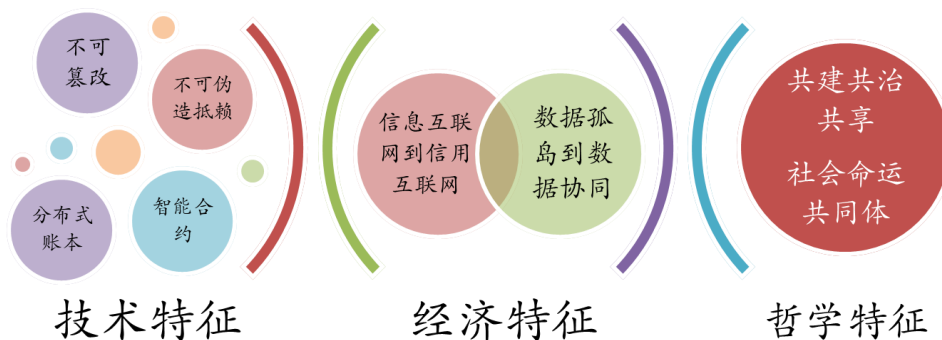 不可
篡改
不可伪
造抵赖
分布式
账本
智能合
约
技术特征
信息互联
网到信用
互联网
数据孤
岛到数
据协同
经济特征
共建共治
共享
社会命运
共同体
哲学特征